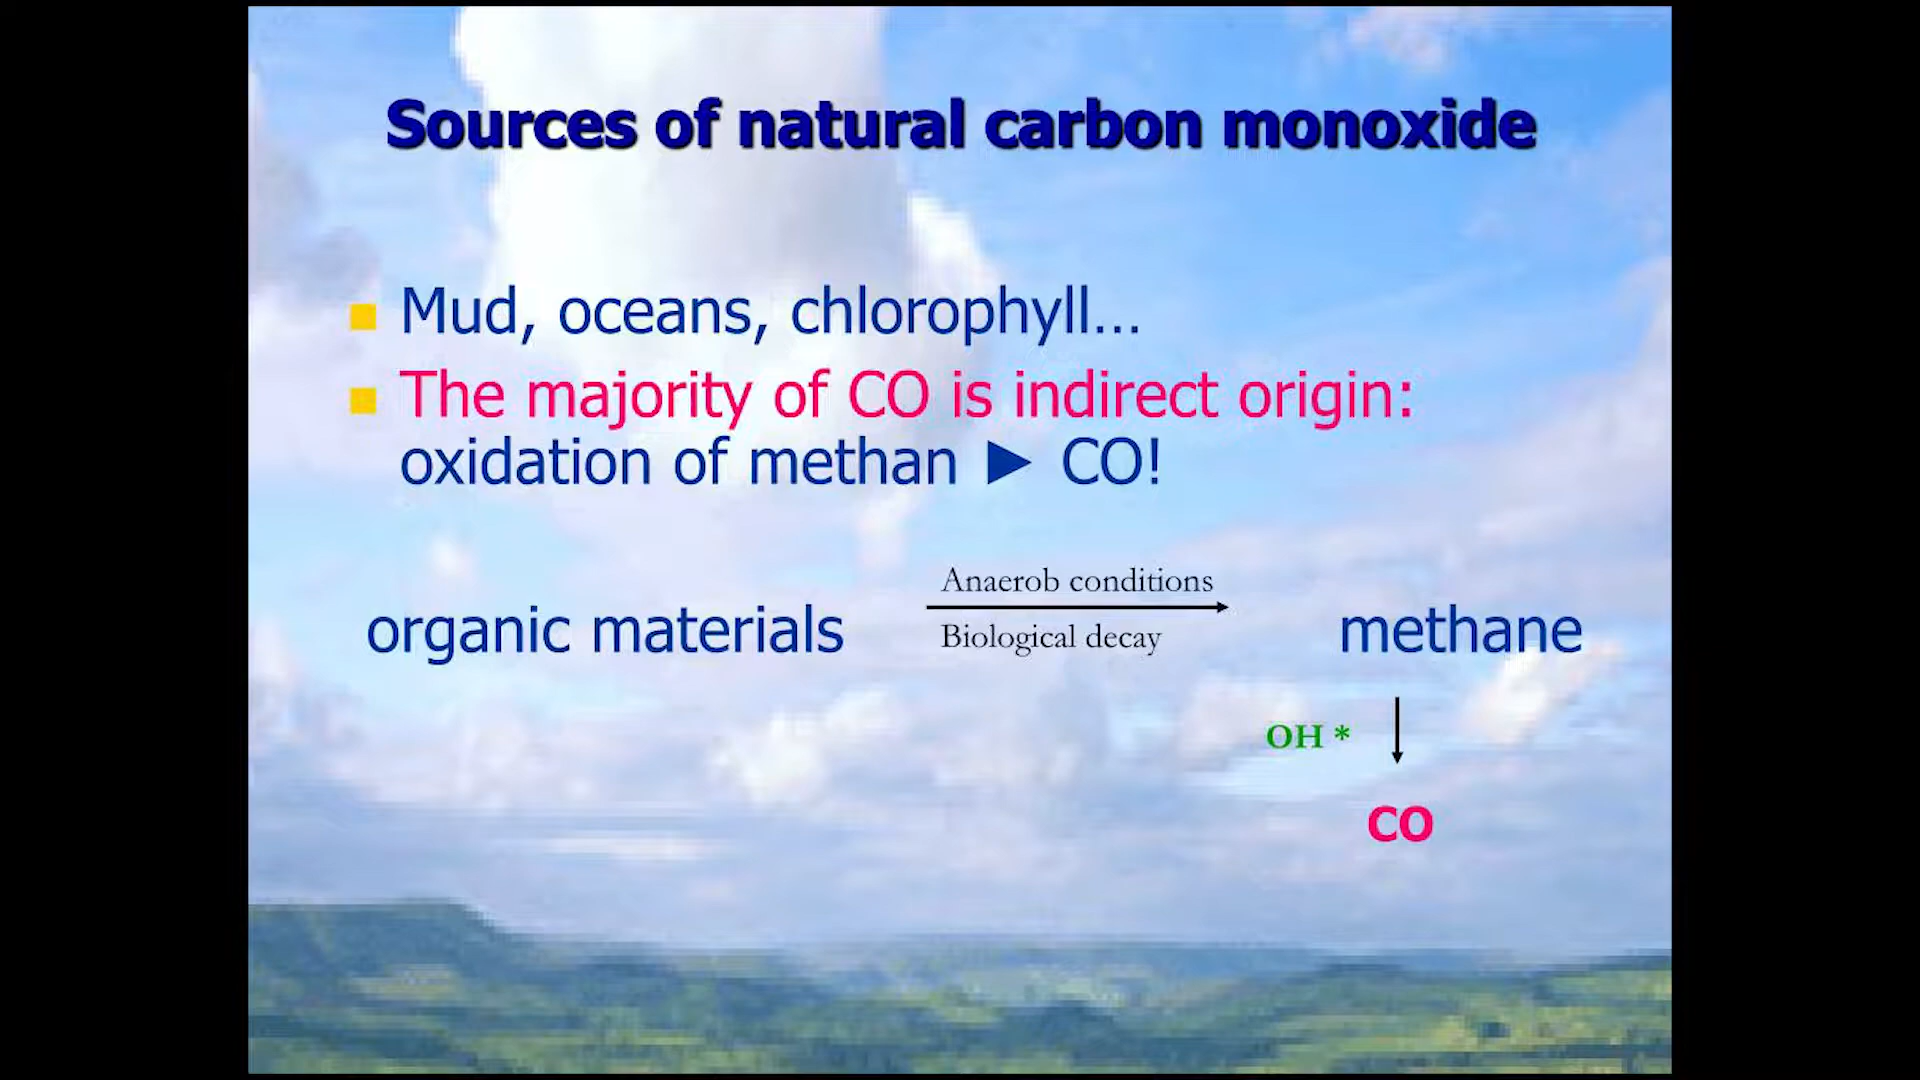 Sources of natural carbon monoxide
Mud, oceans, chlorophyll...
The majority of CO is indirect origin:
oxidation of methan ► CO!
Anaerob conditions
organic materials
Biological decay
methane
OH *
CO